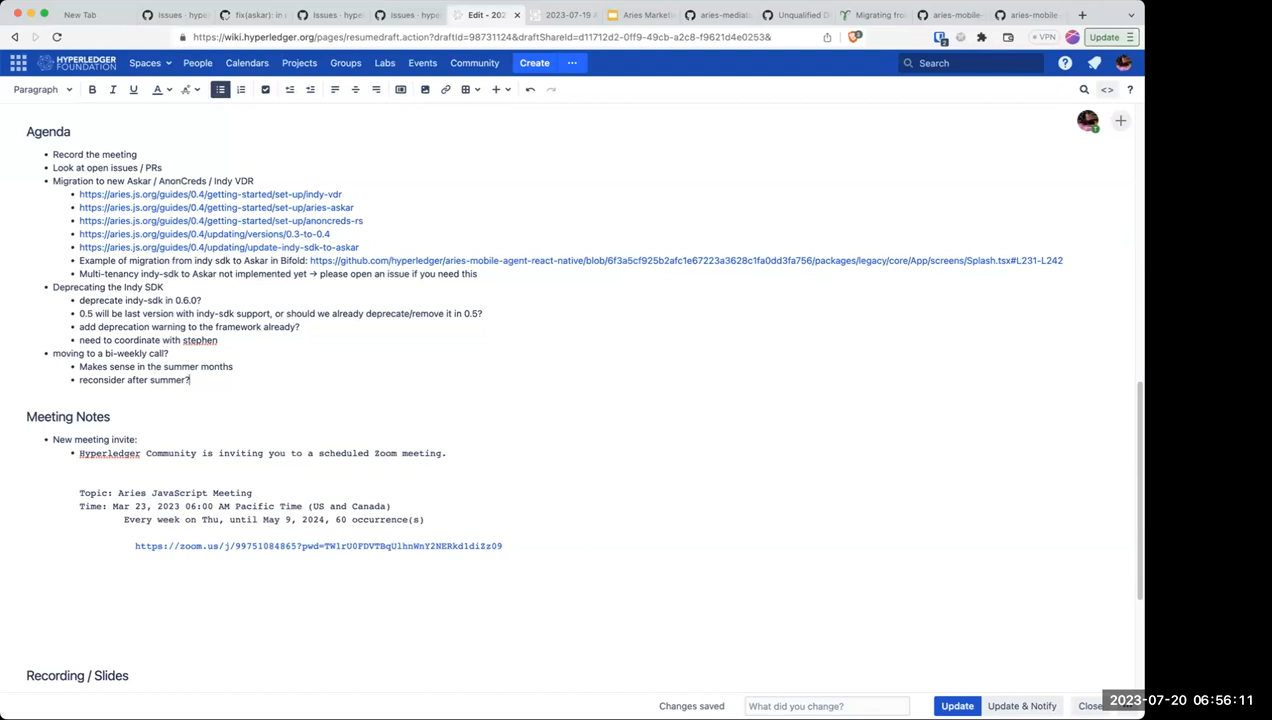 New Tab
Issues · hype
fix(askar): in
Issues · hype
Issues · hype
Edit - 202
2023-07-19 A
Aries Market
aries-mediat
Unqualified D
Migrating fro
aries-mobile-
aries-mobile-
https://wiki.hyperledger.org/pages/resumedraft.action?draftId=98731124&draftShareId=d11712d2-0ff9-49cb-a2c8-f9621d4e0253&
VPN
Update
HYPERLEDGER FOUNDATION
Spaces
People
Calendars
Projects
Groups
Labs
Events
Community
Create
Search
Paragraph
Agenda
• Record the meeting
• Look at open issues / PRs
• Migration to new Askar / AnonCreds / Indy VDR
• https://aries.js.org/guides/0.4/getting-started/set-up/indy-vdr
• https://aries.js.org/guides/0.4/getting-started/set-up/aries-askar
• https://aries.js.org/guides/0.4/getting-started/set-up/anoncreds-rs
• https://aries.js.org/guides/0.4/updating/versions/0.3-to-0.4
• https://aries.js.org/guides/0.4/updating/update-indy-sdk-to-askar
• Example of migration from indy sdk to Askar in Bifold: https://github.com/hyperledger/aries-mobile-agent-react-native/blob/6f3a5cf925b2afc1e67223a3628c1fa0dd3fa756/packages/legacy/core/App/screens/Splash.tsx#L231-L242
• Multi-tenancy indy-sdk to Askar not implemented yet → please open an issue if you need this
• Deprecating the Indy SDK
• deprecate indy-sdk in 0.6.0?
• 0.5 will be last version with indy-sdk support, or should we already deprecate/remove it in 0.5?
• add deprecation warning to the framework already?
• need to coordinate with stephen
• moving to a bi-weekly call?
• Makes sense in the summer months
• reconsider after summer?
Meeting Notes
• New meeting invite:
• Hyperledger Community is inviting you to a scheduled Zoom meeting.
Topic: Aries JavaScript Meeting
Time: Mar 23, 2023 06:00 AM Pacific Time (US and Canada)
Every week on Thu, until May 9, 2024, 60 occurrence(s)
https://zoom.us/j/99751084865?pwd=TW1rU0FDVTBqUlhnWnY2NERkd1diZz09
Recording / Slides
Changes saved
What did you change?
Update
Update & Notify
Close
2023-07-20 06:56:11